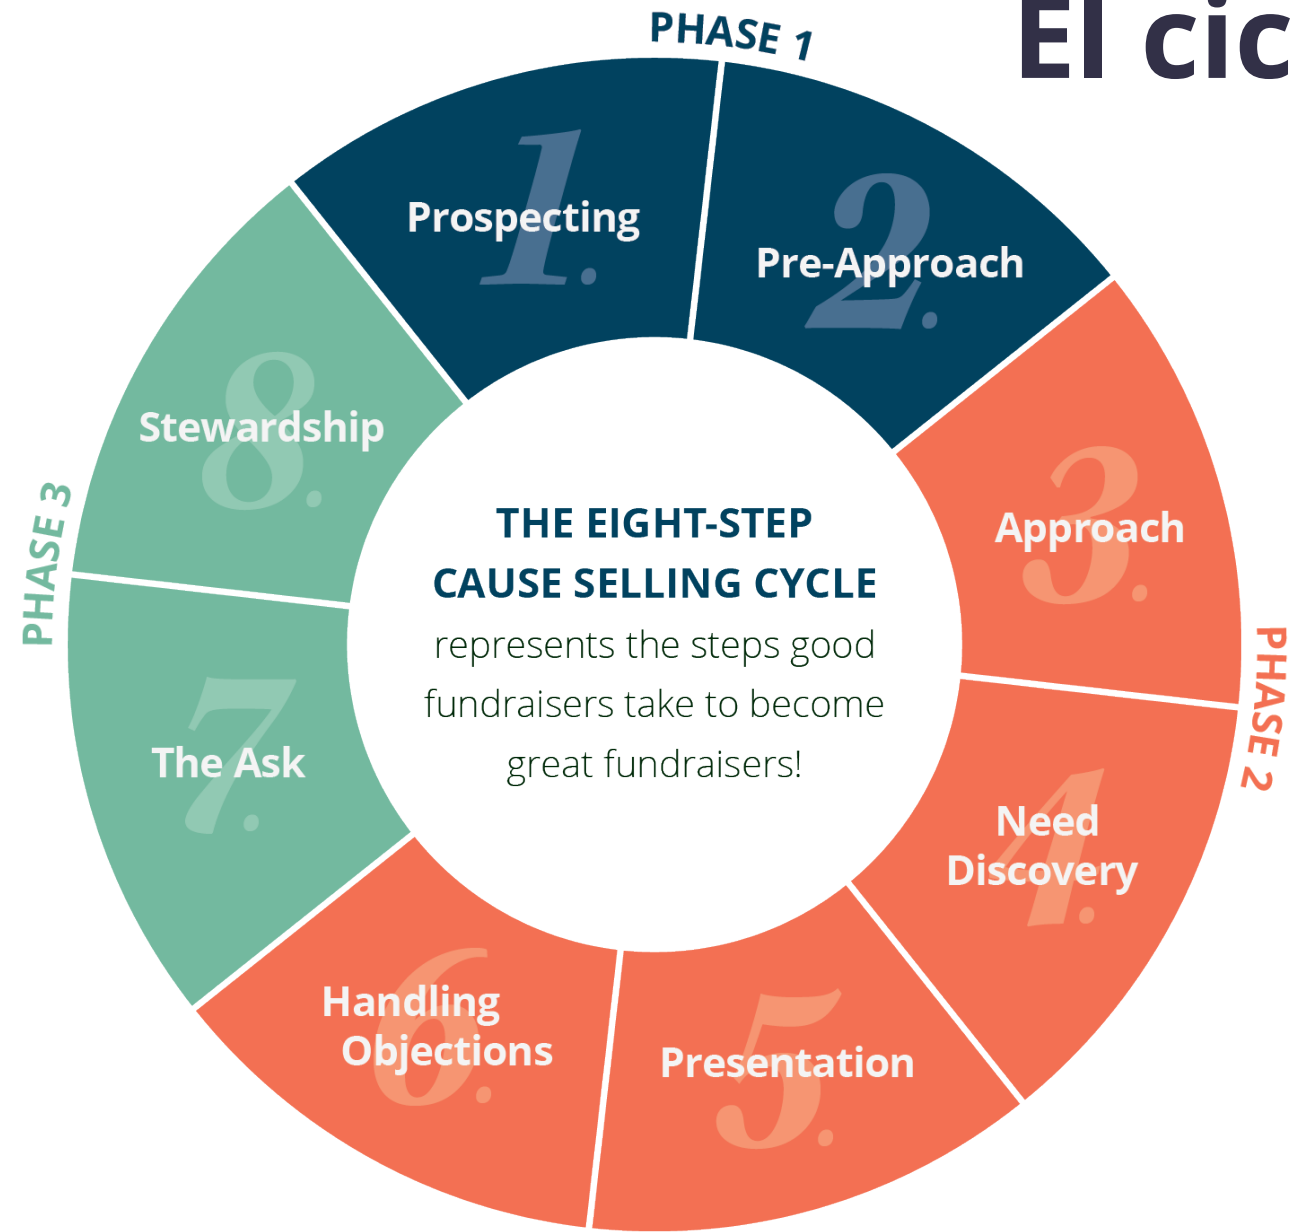 El cic
PHASE 1
1.
Prospecting
2.
Pre-Approach
PHASE 2
3.
Approach
4.
Need
Discovery
5.
Presentation
6.
Handling
Objections
PHASE 3
7.
The Ask
8.
Stewardship
THE EIGHT-STEP
CAUSE SELLING CYCLE
represents the steps good
fundraisers take to become
great fundraisers!